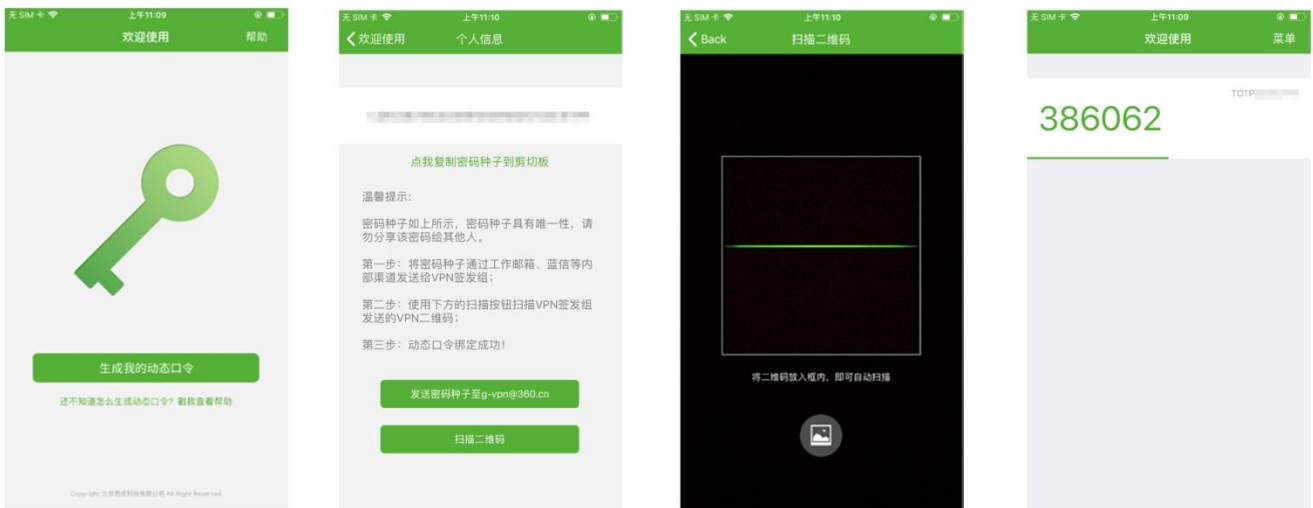 无 SIM 卡
上午11:09
欢迎使用
帮助
生成我的动态口令
还不知道怎么生成动态口令？戳我查看帮助
All Right Reserved
无 SIM 卡
上午11:10
欢迎使用
个人信息
点我复制密码种子到剪切板
温馨提示:
密码种子如上所示，密码种子具有唯一性，请
勿分享该密码给其他人。
第一步：将密码种子通过工作邮箱、蓝信等内
部渠道发送给VPN签发组；
第二步：使用下方的扫描按钮扫描VPN签发组
发送的VPN二维码；
第三步：动态口令绑定成功！
发送密码种子至g-vpn@360.cn
扫描二维码
无 SIM 卡
上午11:10
Back
扫描二维码
将二维码放入框内，即可自动扫描
无 SIM 卡
上午11:09
欢迎使用
菜单
TOTP
386062